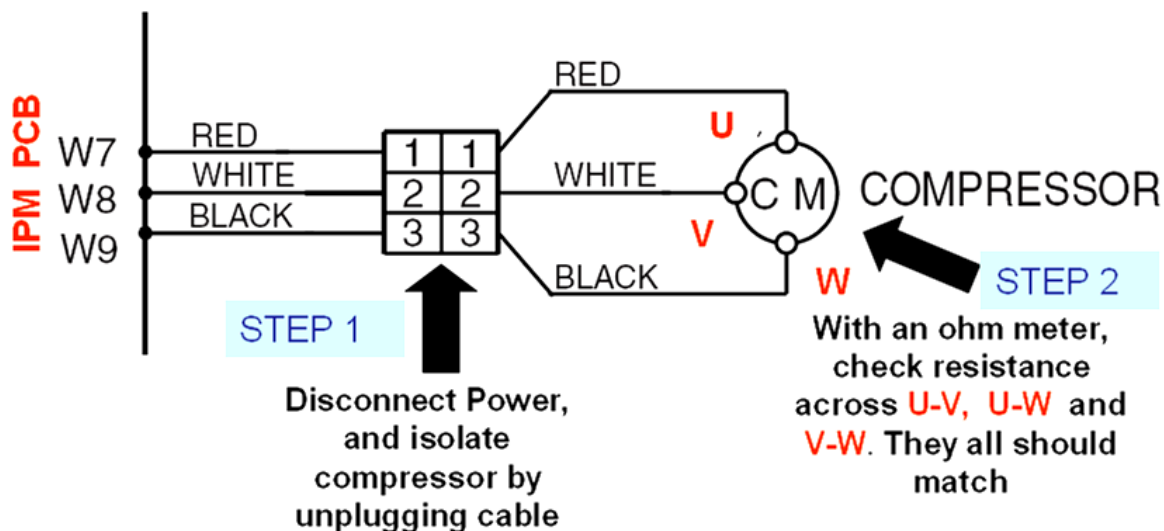 IPM PCB
W7
W8
W9
RED
WHITE
BLACK
1 1
2 2
3 3
RED
WHITE
BLACK
U
V
W
C M
COMPRESSOR
STEP 1
Disconnect Power,
and isolate
compressor by
unplugging cable
STEP 2
With an ohm meter,
check resistance
across U-V, U-W and
V-W. They all should
match